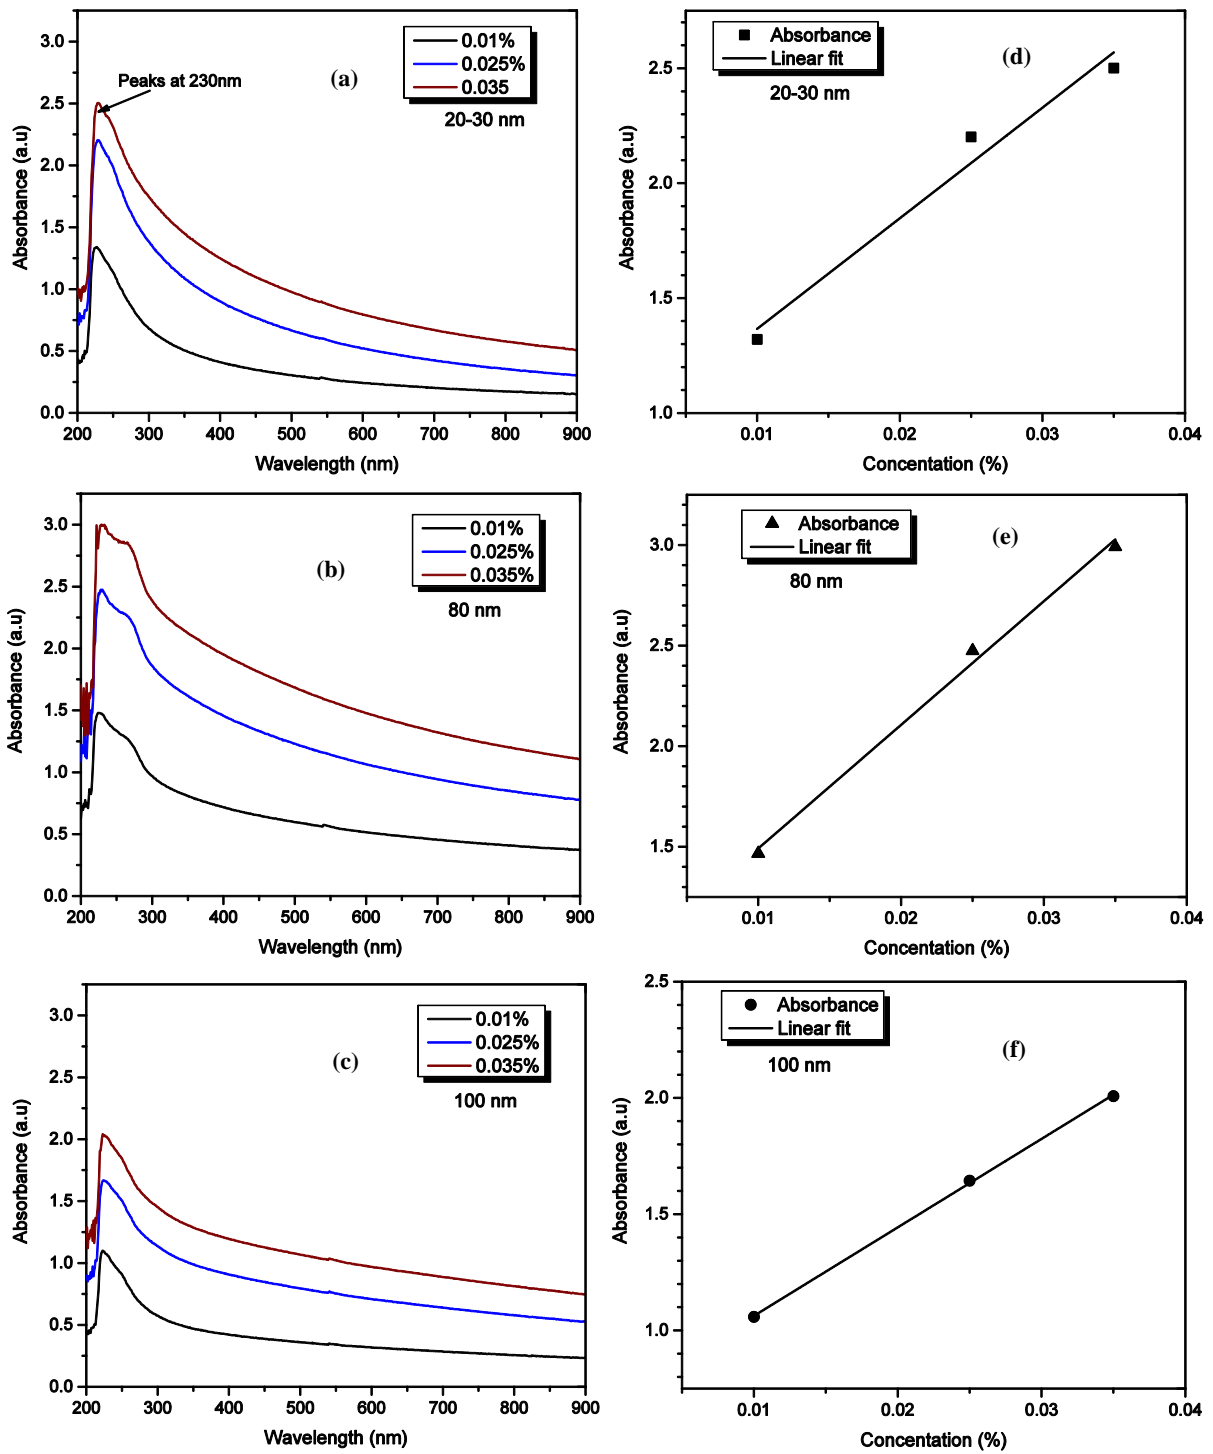 3.0
2.5
2.0
1.5
1.0
0.5
0.0
Absorbance (a.u)
Peaks at 230nm
(a)
0.01%
0.025%
0.035
20-30 nm
200 300 400 500 600 700 800 900
Wavelength (nm)
2.5
2.0
1.5
1.0
Absorbance (a.u)
Absorbance
Linear fit
20-30 nm
(d)
0.01 0.02 0.03 0.04
Concentation (%)
3.0
2.5
2.0
1.5
1.0
0.5
0.0
Absorbance (a.u)
(b)
0.01%
0.025%
0.035%
80 nm
200 300 400 500 600 700 800 900
Wavelength (nm)
3.0
2.5
2.0
1.5
Absorbance (a.u)
Absorbance
Linear fit
80 nm
(e)
0.01 0.02 0.03 0.04
Concentation (%)
3.0
2.5
2.0
1.5
1.0
0.5
0.0
Absorbance (a.u)
(c)
0.01%
0.025%
0.035%
100 nm
200 300 400 500 600 700 800 900
Wavelength (nm)
2.5
2.0
1.5
1.0
Absorbance (a.u)
Absorbance
Linear fit
100 nm
(f)
0.01 0.02 0.03 0.04
Concentation (%)